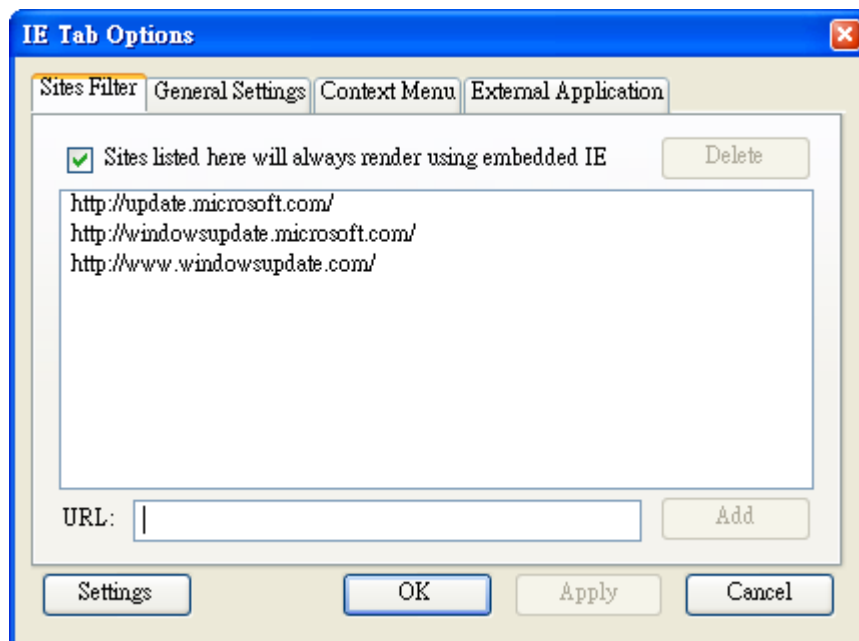 IE Tab Options
Sites Filter General Settings Context Menu External Application
Sites listed here will always render using embedded IE Delete
http://update.microsoft.com/
http://windowsupdate.microsoft.com/
http://www.windowsupdate.com/
URL: Add
Settings OK Apply Cancel